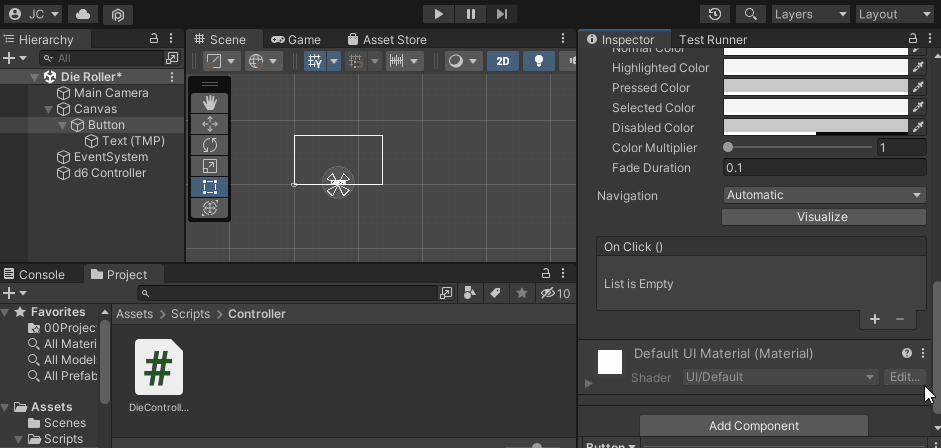 JC
Layers
Layout
Hierarchy
All
Die Roller*
Main Camera
Canvas
Button
Text (TMP)
EventSystem
d6 Controller
Scene
Game
Asset Store
2D
Console
Project
10
Favorites
00Projec
All Materi
All Model
All Prefab
Assets
Scenes
Scripts
Assets > Scripts > Controller
#
DieControll...
Inspector
Test Runner
Normal Color
Highlighted Color
Pressed Color
Selected Color
Disabled Color
Color Multiplier
1
Fade Duration
0.1
Navigation
Automatic
Visualize
On Click ()
List is Empty
Default UI Material (Material)
Shader
UI/Default
Edit...
Add Component
Button